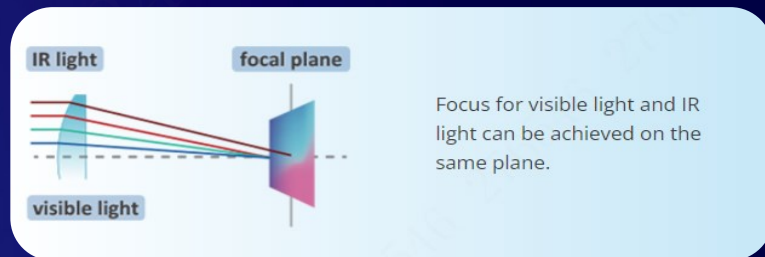 IR light
focal plane
visible light
Focus for visible light and IR
light can be achieved on the
same plane.